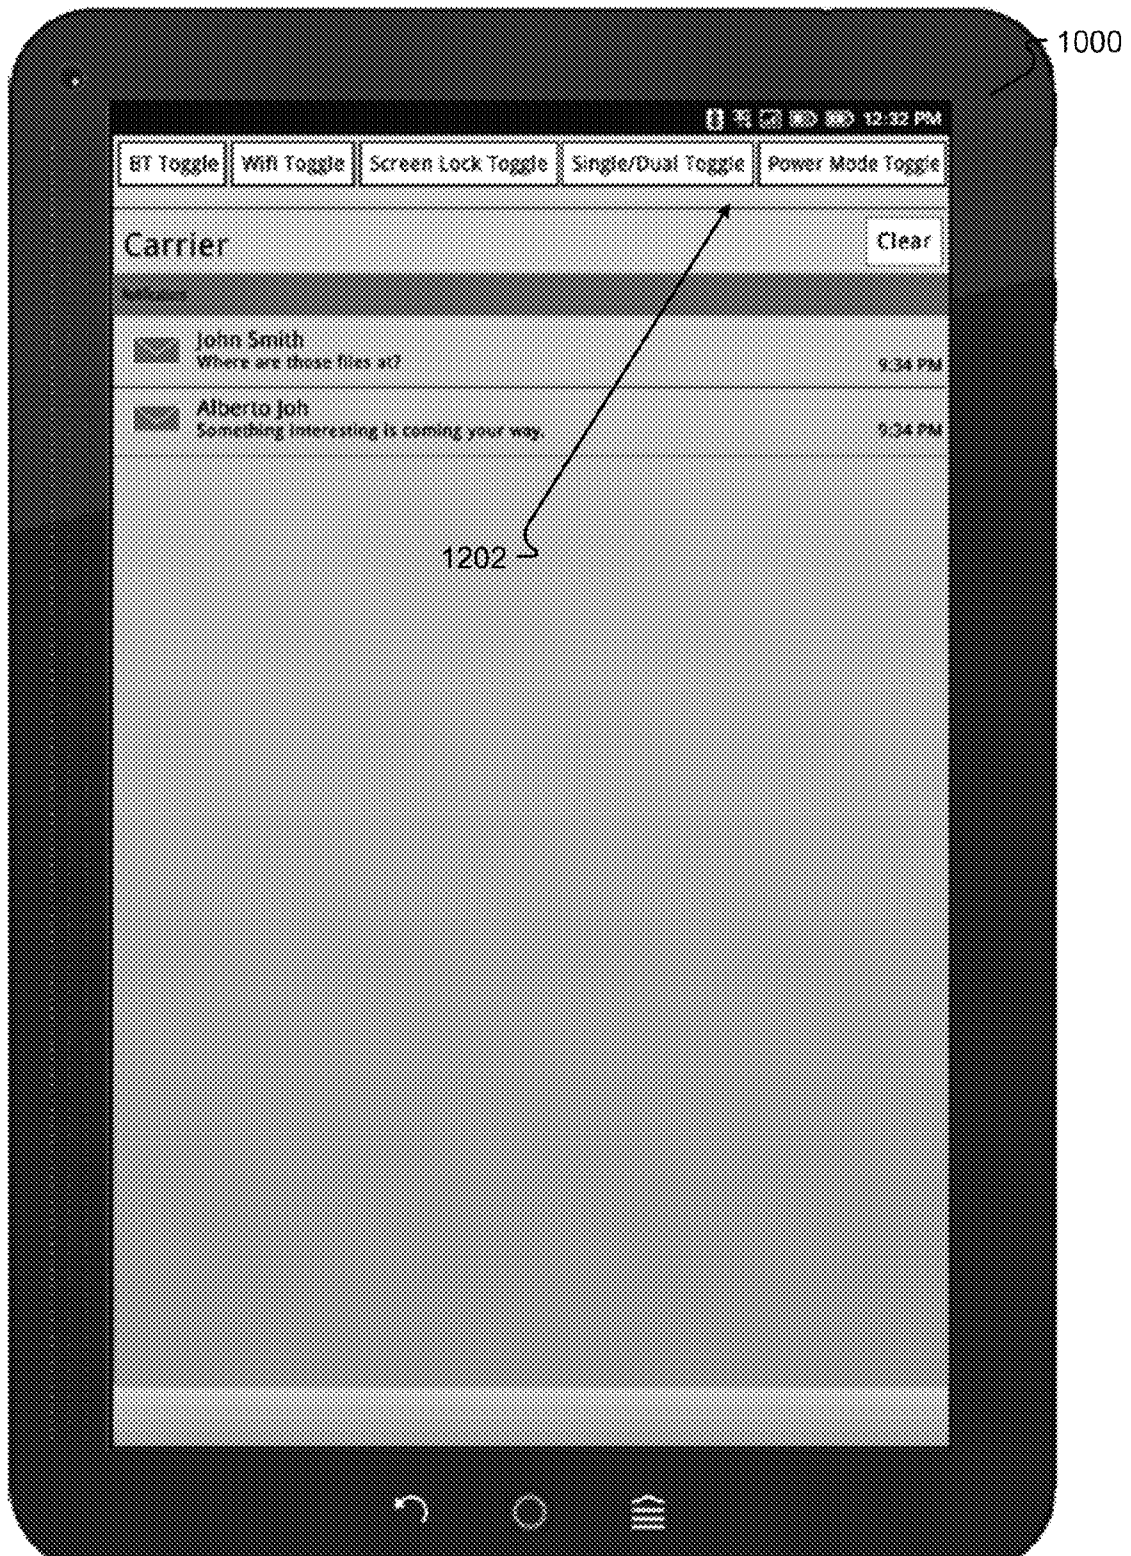 1000
12:32 PM
BT Toggle Wifi Toggle Screen Lock Toggle Single/Dual Toggle Power Mode Toggle
Carrier Clear
John Smith
Where are those files at? 9:34 PM
Alberto Joh
Something interesting is coming your way. 9:34 PM
1202